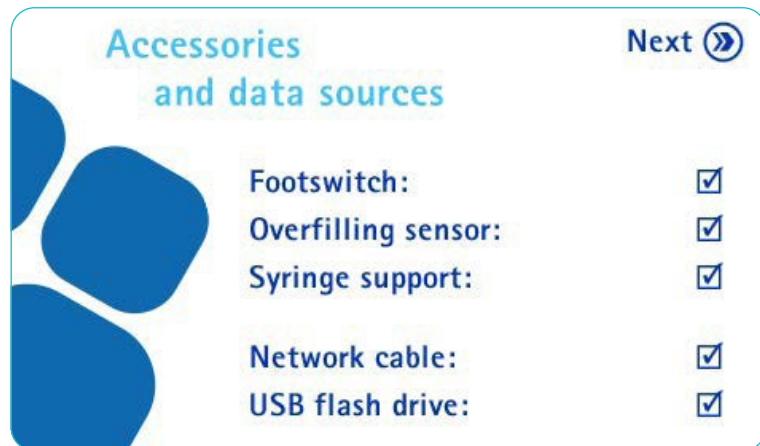 Accessories
and data sources
Next
Footswitch: ☑
Overfilling sensor: ☑
Syringe support: ☑
Network cable: ☑
USB flash drive: ☑